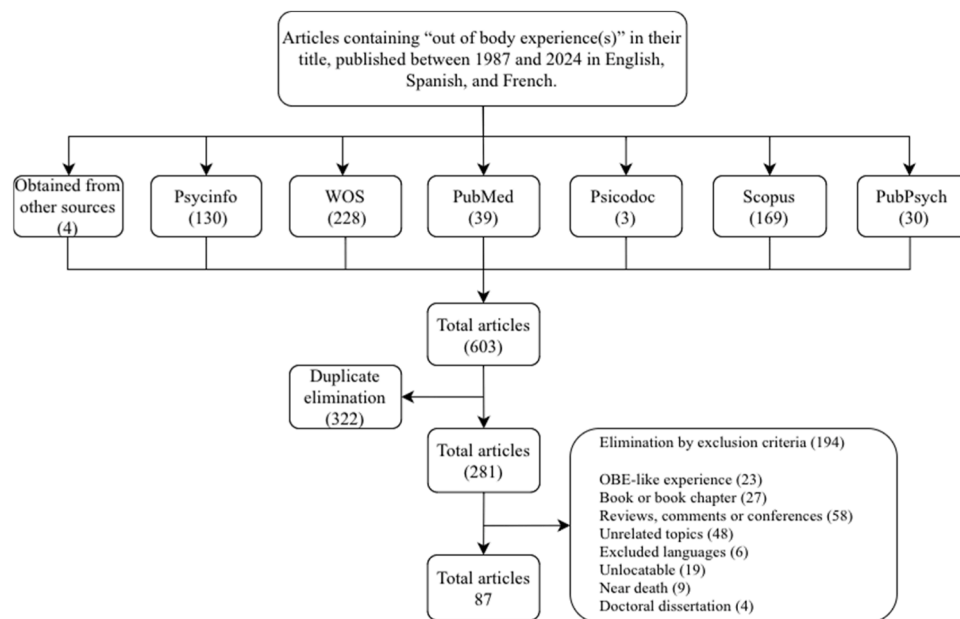 Articles containing “out of body experience(s)” in their
title, published between 1987 and 2024 in English,
Spanish, and French.
Obtained from
other sources
(4)
Psycinfo
(130)
WOS
(228)
PubMed
(39)
Psicodoc
(3)
Scopus
(169)
PubPsych
(30)
Total articles
(603)
Duplicate
elimination
(322)
Total articles
(281)
Elimination by exclusion criteria (194)
OBE-like experience (23)
Book or book chapter (27)
Reviews, comments or conferences (58)
Unrelated topics (48)
Excluded languages (6)
Unlocatable (19)
Near death (9)
Doctoral dissertation (4)
Total articles
87